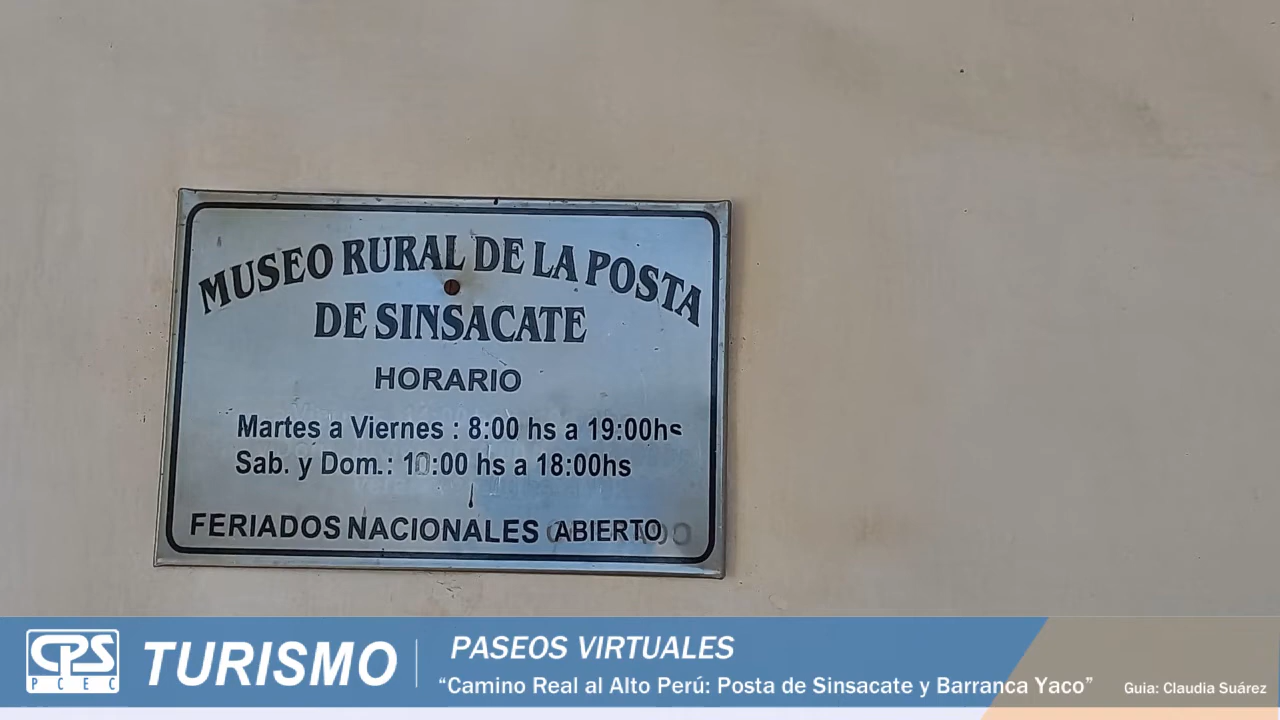 MUSEO RURAL DE LA POSTA
DE SINSACATE
HORARIO
Martes a Viernes : 8:00 hs a 19:00hs
Sab. y Dom.: 10:00 hs a 18:00hs
FERIADOS NACIONALES ABIERTO
CPS
PCEC
TURISMO
PASEOS VIRTUALES
“Camino Real al Alto Perú: Posta de Sinsacate y Barranca Yaco”
Guia: Claudia Suárez